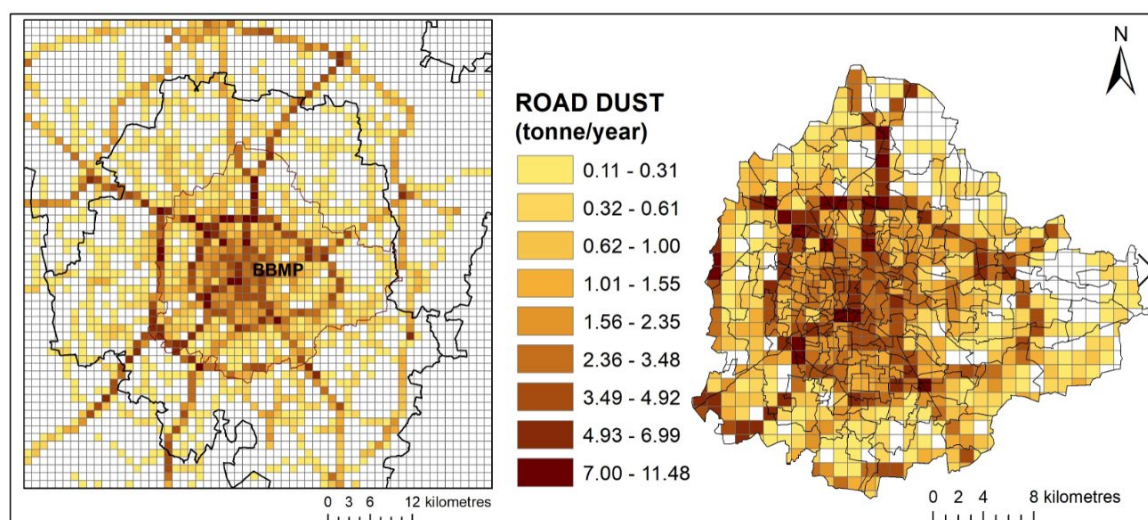 BBMP
0 3 6 12 kilometres
ROAD DUST
(tonne/year)
0.11 - 0.31
0.32 - 0.61
0.62 - 1.00
1.01 - 1.55
1.56 - 2.35
2.36 - 3.48
3.49 - 4.92
4.93 - 6.99
7.00 - 11.48
N
0 2 4 8 kilometres